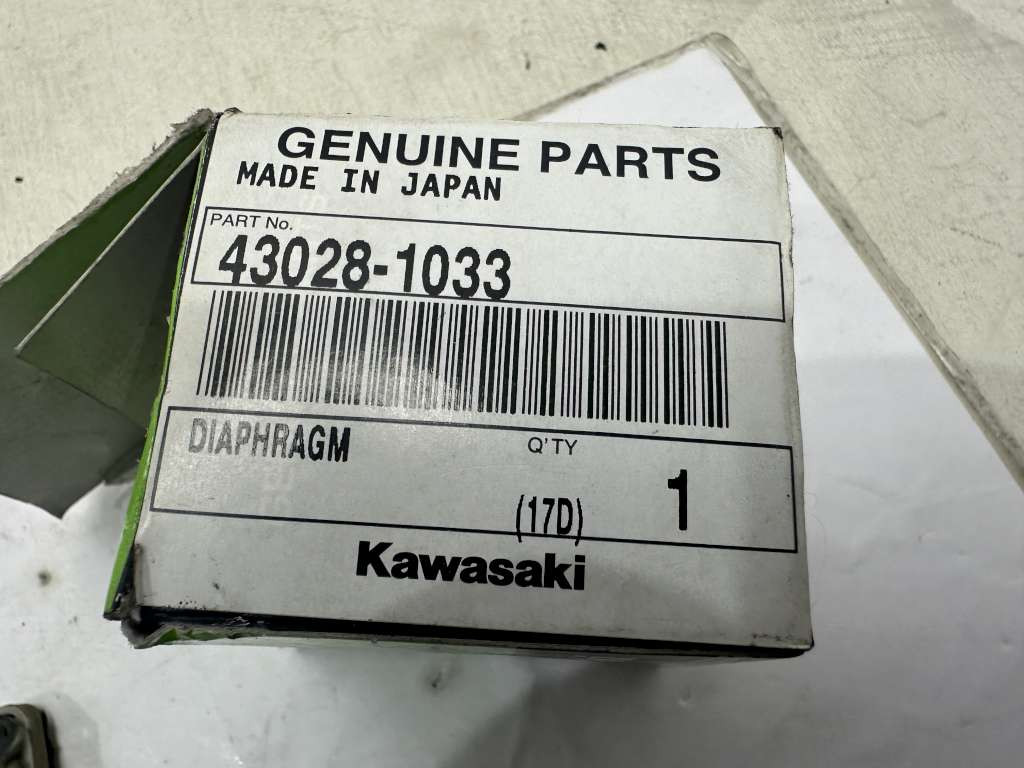 GENUINE PARTS
MADE IN JAPAN
PART No.
43028-1033
DIAPHRAGM Q'TY
(17D) 1
Kawasaki